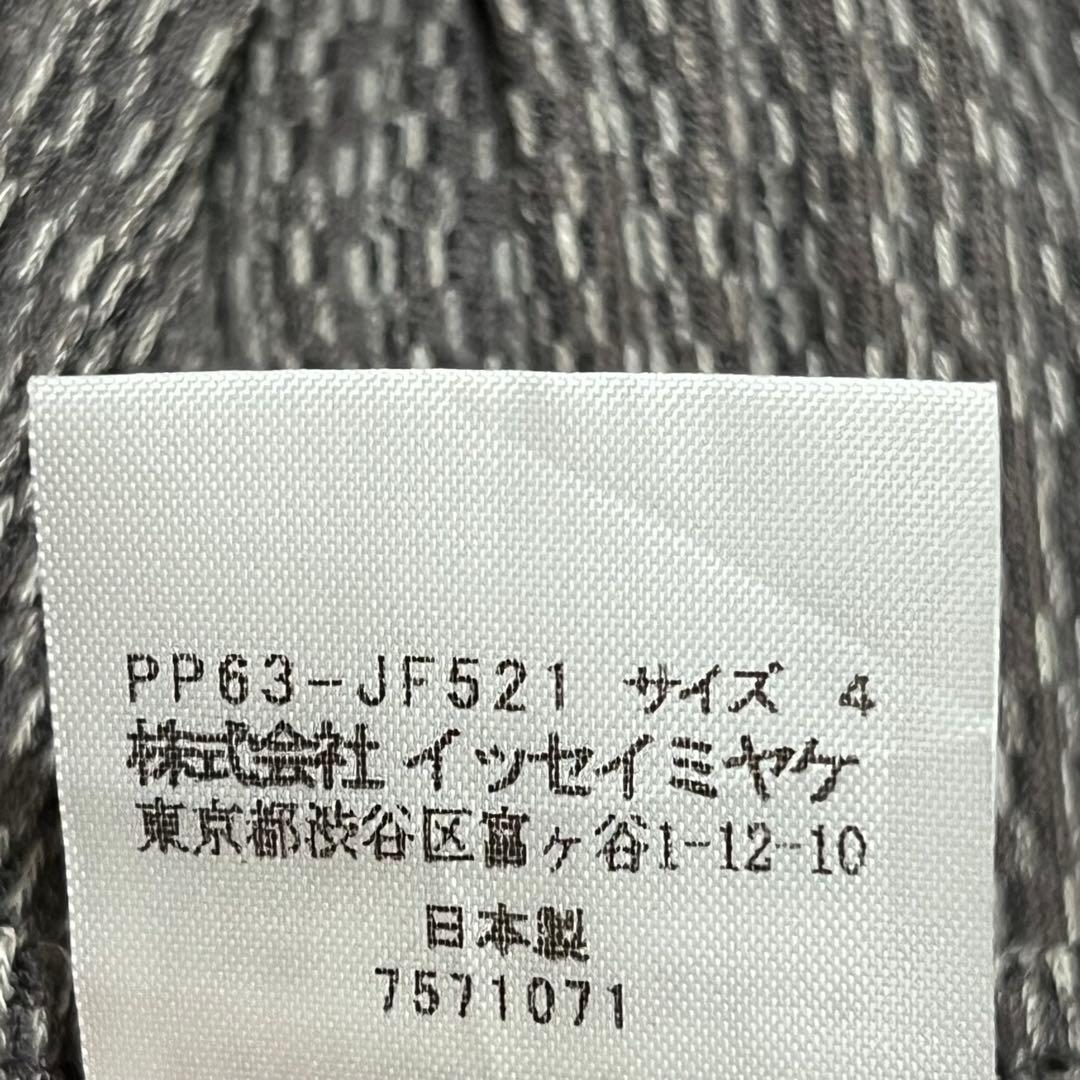 PP63-JF521 サイズ 4
株式会社イッセイミヤケ
東京都渋谷区富ヶ谷1-12-10
日本製
7571071